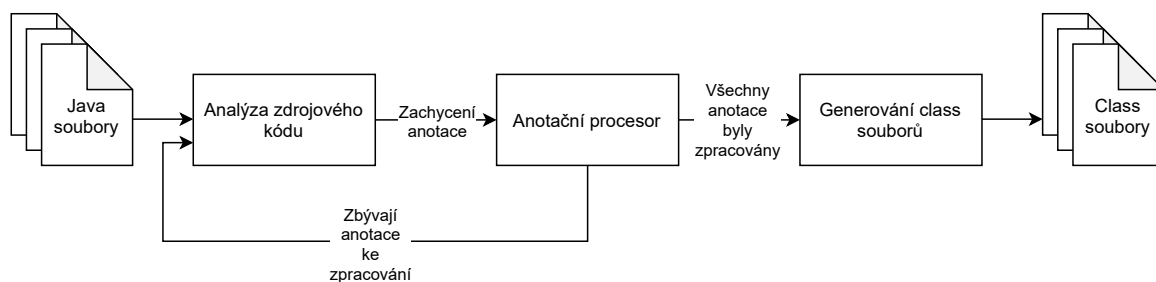 Java
soubory
Analýza zdrojového
kódu
Zachycení
anotace
Anotační procesor
Všechny
anotace
byly
zpracovány
Generování class
souborů
Class
soubory
Zbývají
anotace
ke
zpracování